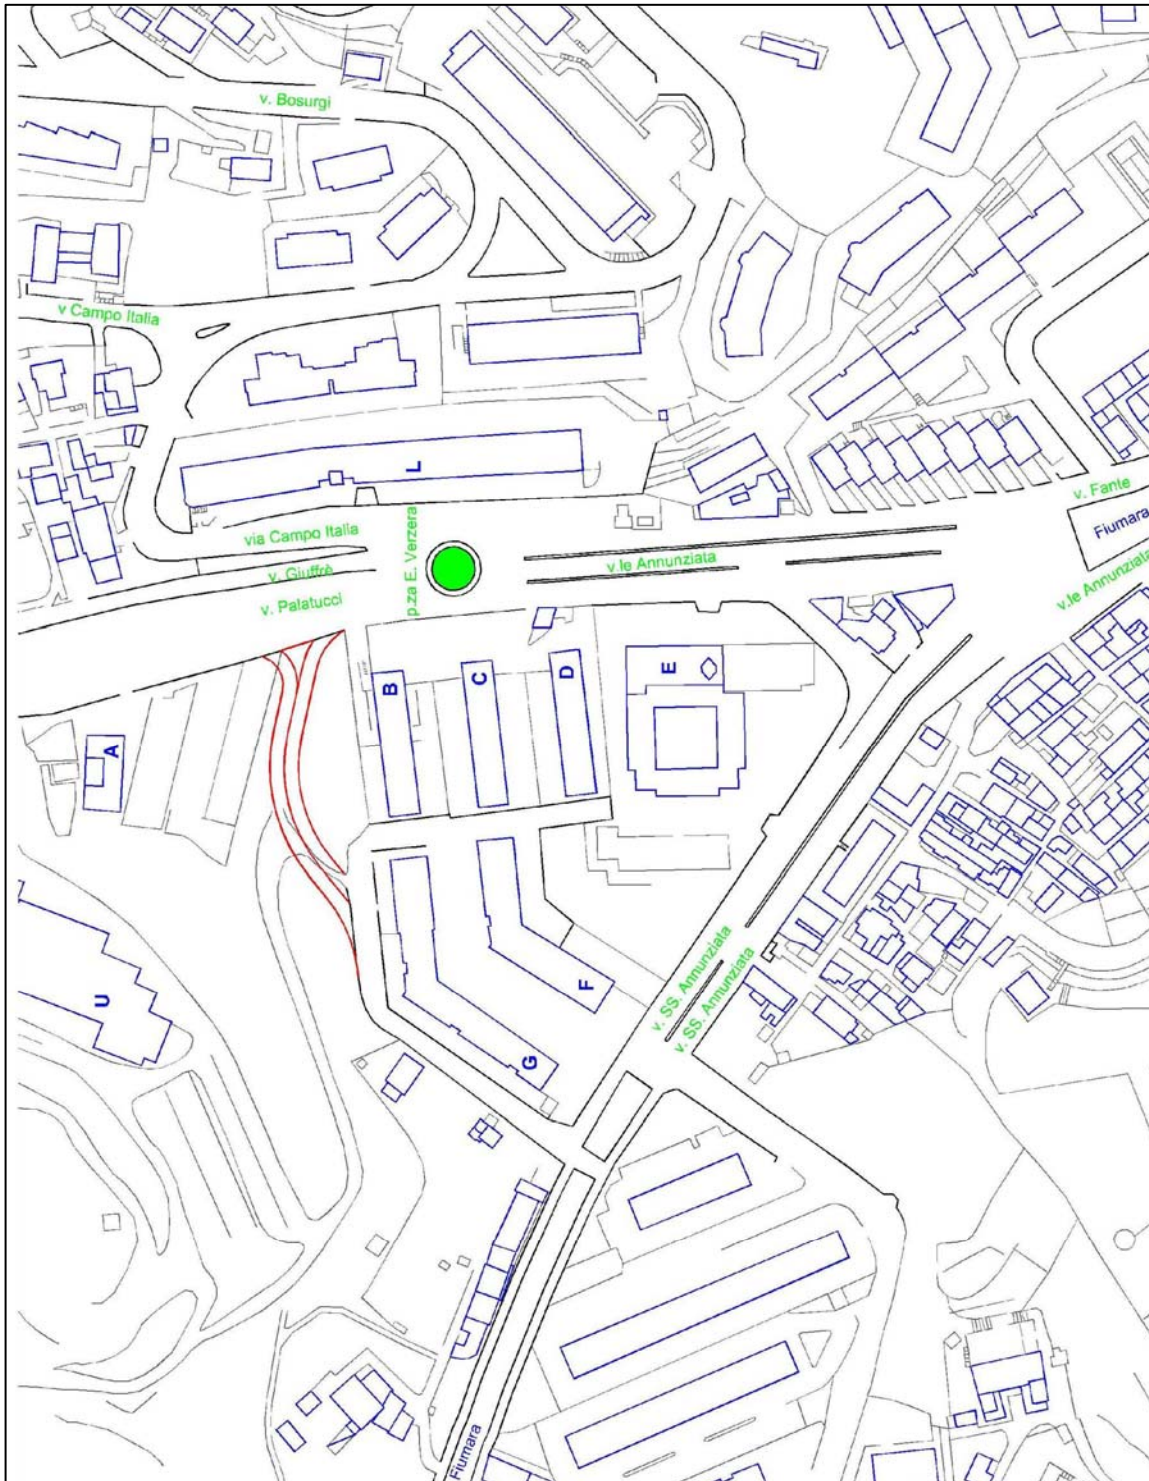 v. Bosurgi
v Campo Italia
L
v. Fante
Fiumara
via Campo Italia
p.za E. Verzera
v.le Annunziata
v. Giuffrè
v.le Annunziata
v. Palatucci
E
D
C
B
A
v. SS. Annunziata
v. SS. Annunziata
F
U
G
Fiumara